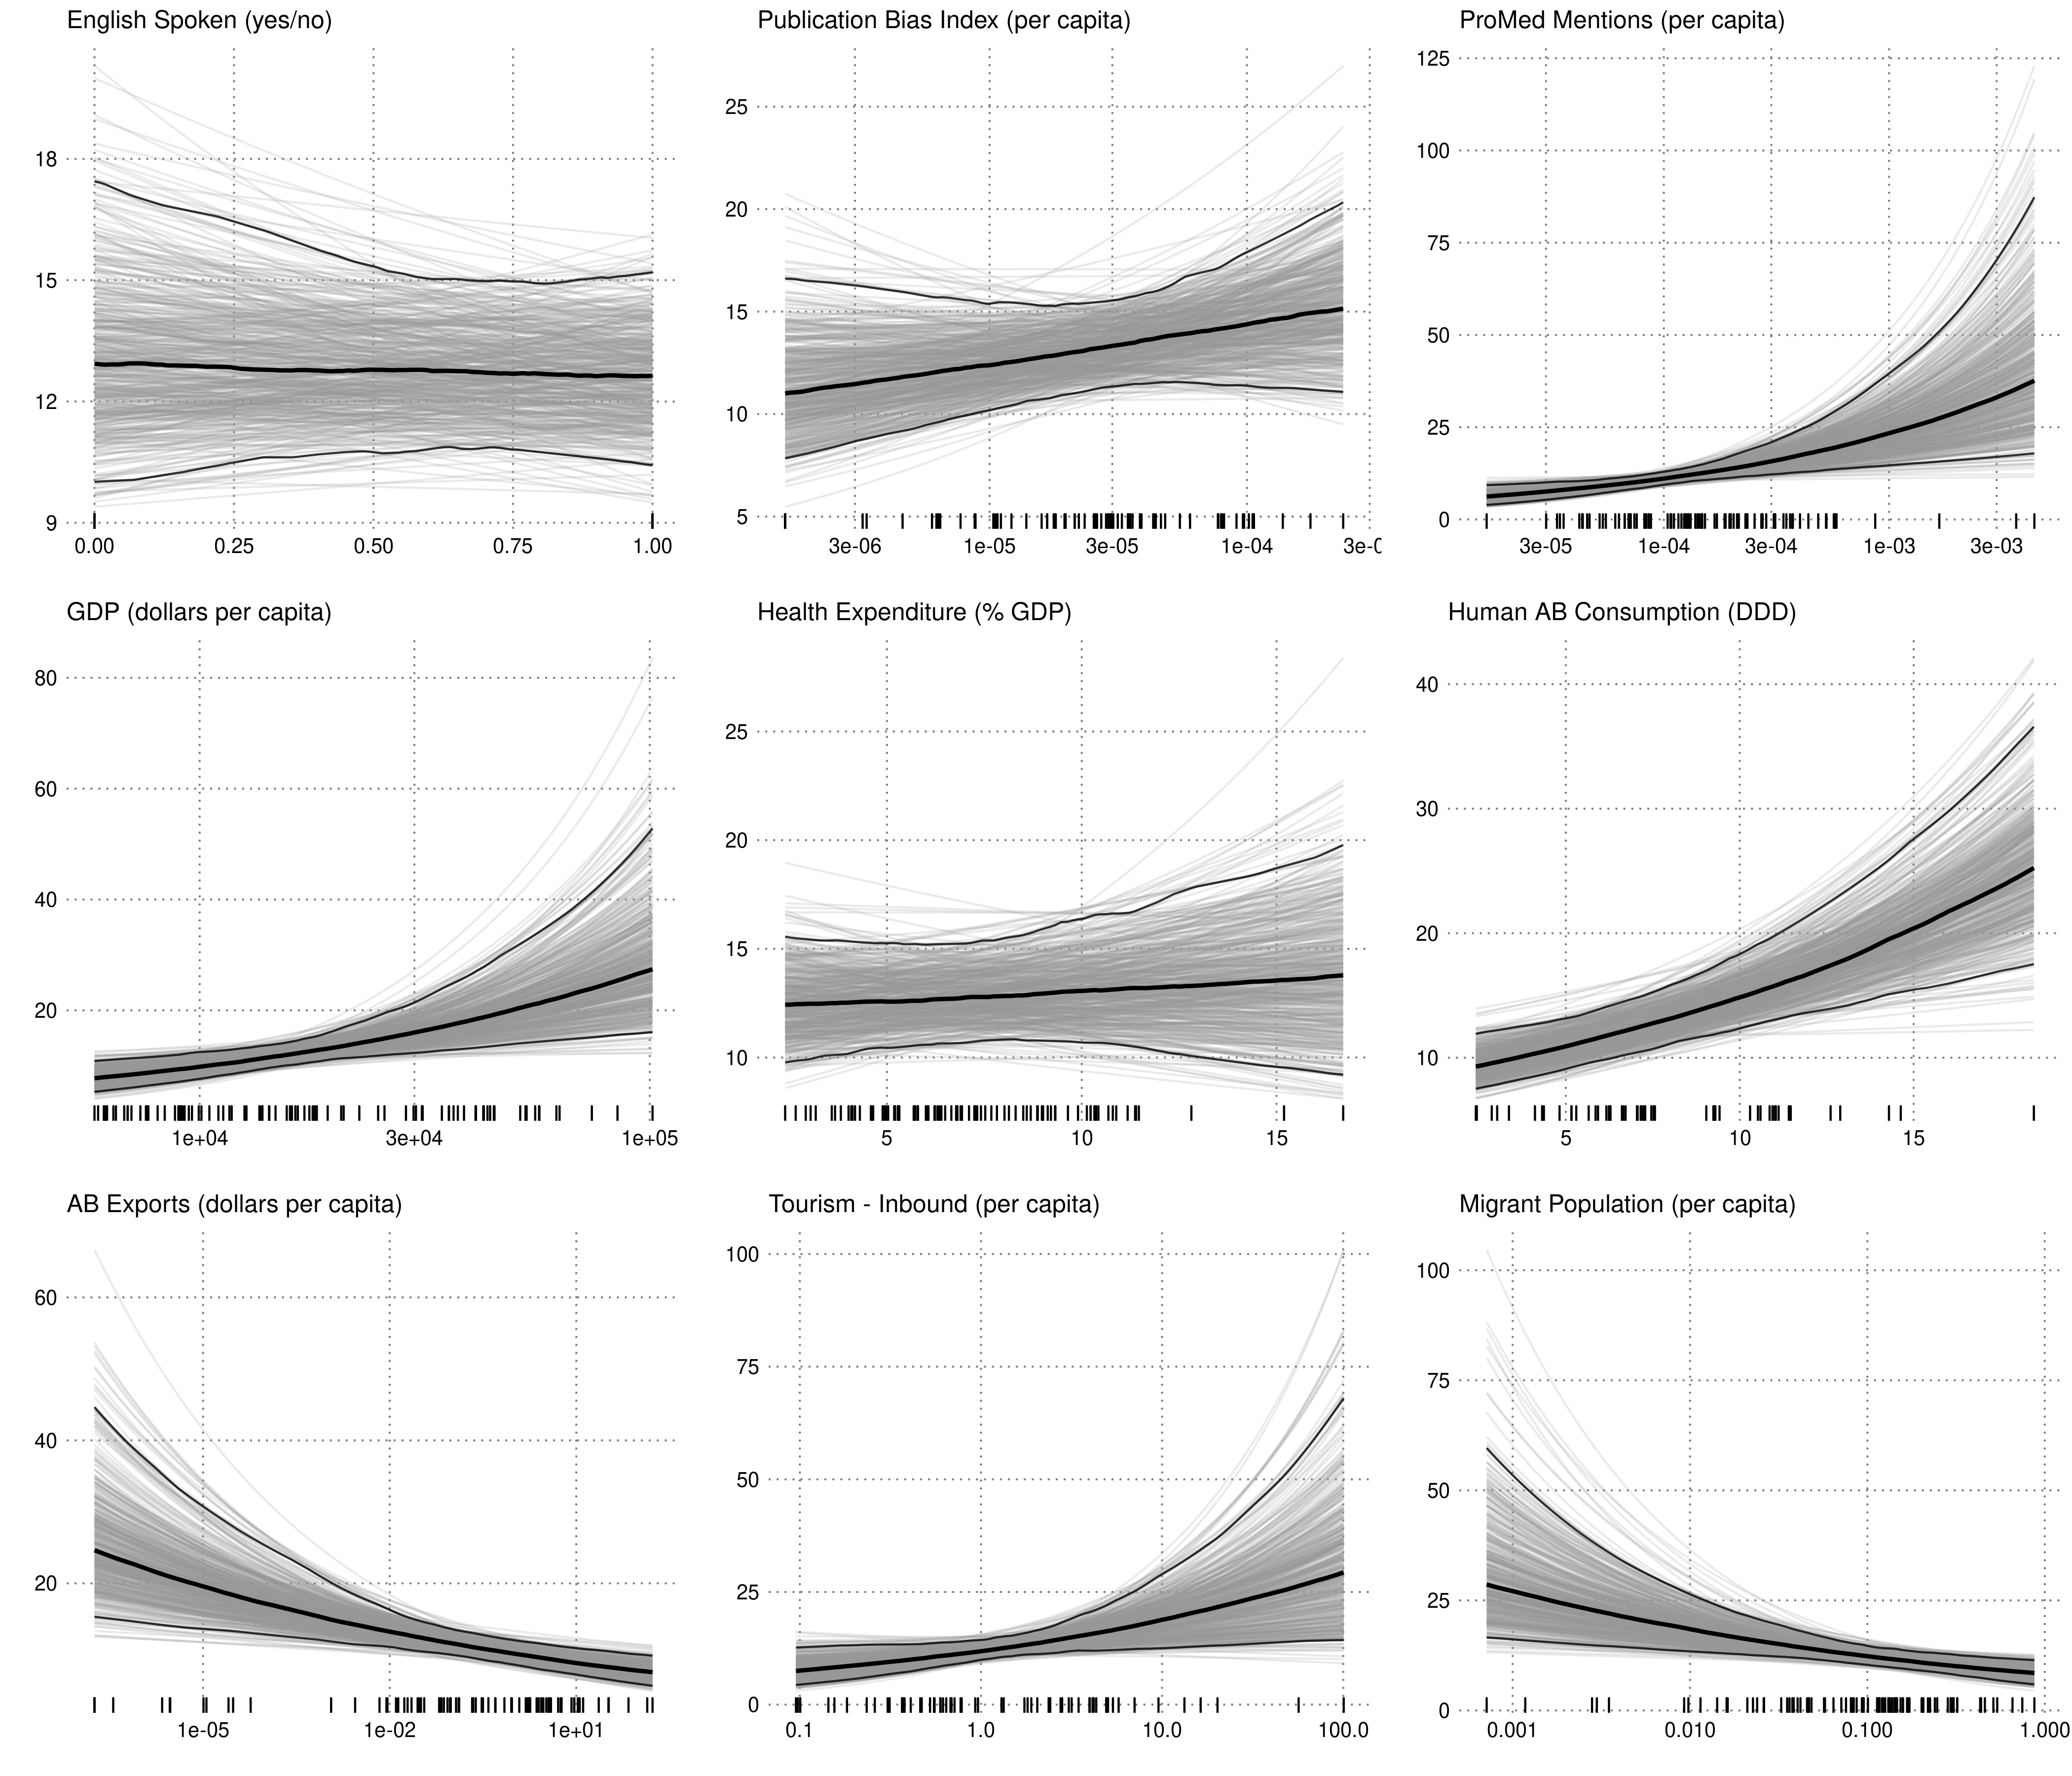 English Spoken (yes/no)
18
15
12
9
0.00 0.25 0.50 0.75 1.00
Publication Bias Index (per capita)
25
20
15
10
5
3e-06 1e-05 3e-05 1e-04 3e-0
ProMed Mentions (per capita)
125
100
75
50
25
0
3e-05 1e-04 3e-04 1e-03 3e-03
GDP (dollars per capita)
80
60
40
20
1e+04 3e+04 1e+05
Health Expenditure (% GDP)
25
20
15
10
5 10 15
Human AB Consumption (DDD)
40
30
20
10
5 10 15
AB Exports (dollars per capita)
60
40
20
1e-05 1e-02 1e+01
Tourism - Inbound (per capita)
100
75
50
25
0
0.1 1.0 10.0 100.0
Migrant Population (per capita)
100
75
50
25
0
0.001 0.010 0.100 1.000